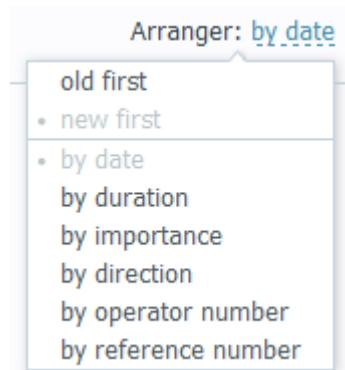 Arranger: by date
old first
• new first
• by date
by duration
by importance
by direction
by operator number
by reference number